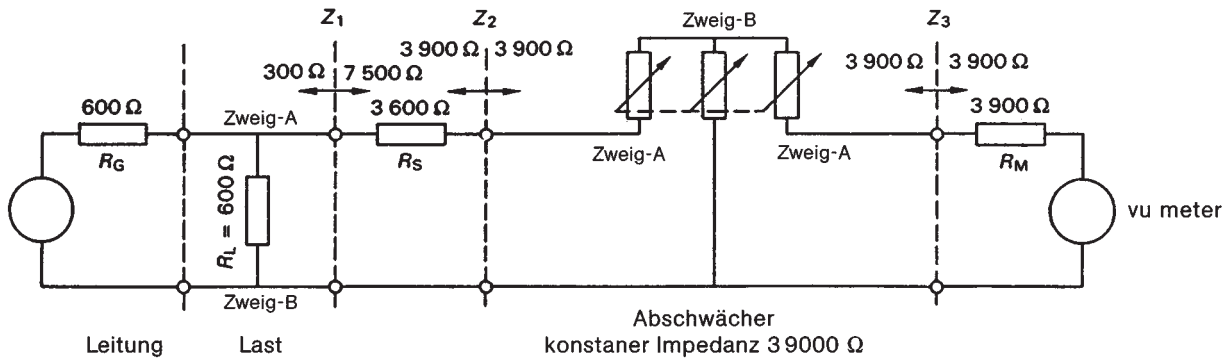 Z1
Z2
Zweig-B
Z3
3 900 Ω 3 900 Ω
300 Ω 7 500 Ω
3 900 Ω 3 900 Ω
600 Ω
Zweig-A
3 600 Ω
3 900 Ω
RG
RL = 600 Ω
RS
Zweig-A
Zweig-A
RM
vu meter
Zweig-B
Leitung
Last
Abschwächer
konstaner Impedanz 3 9000 Ω